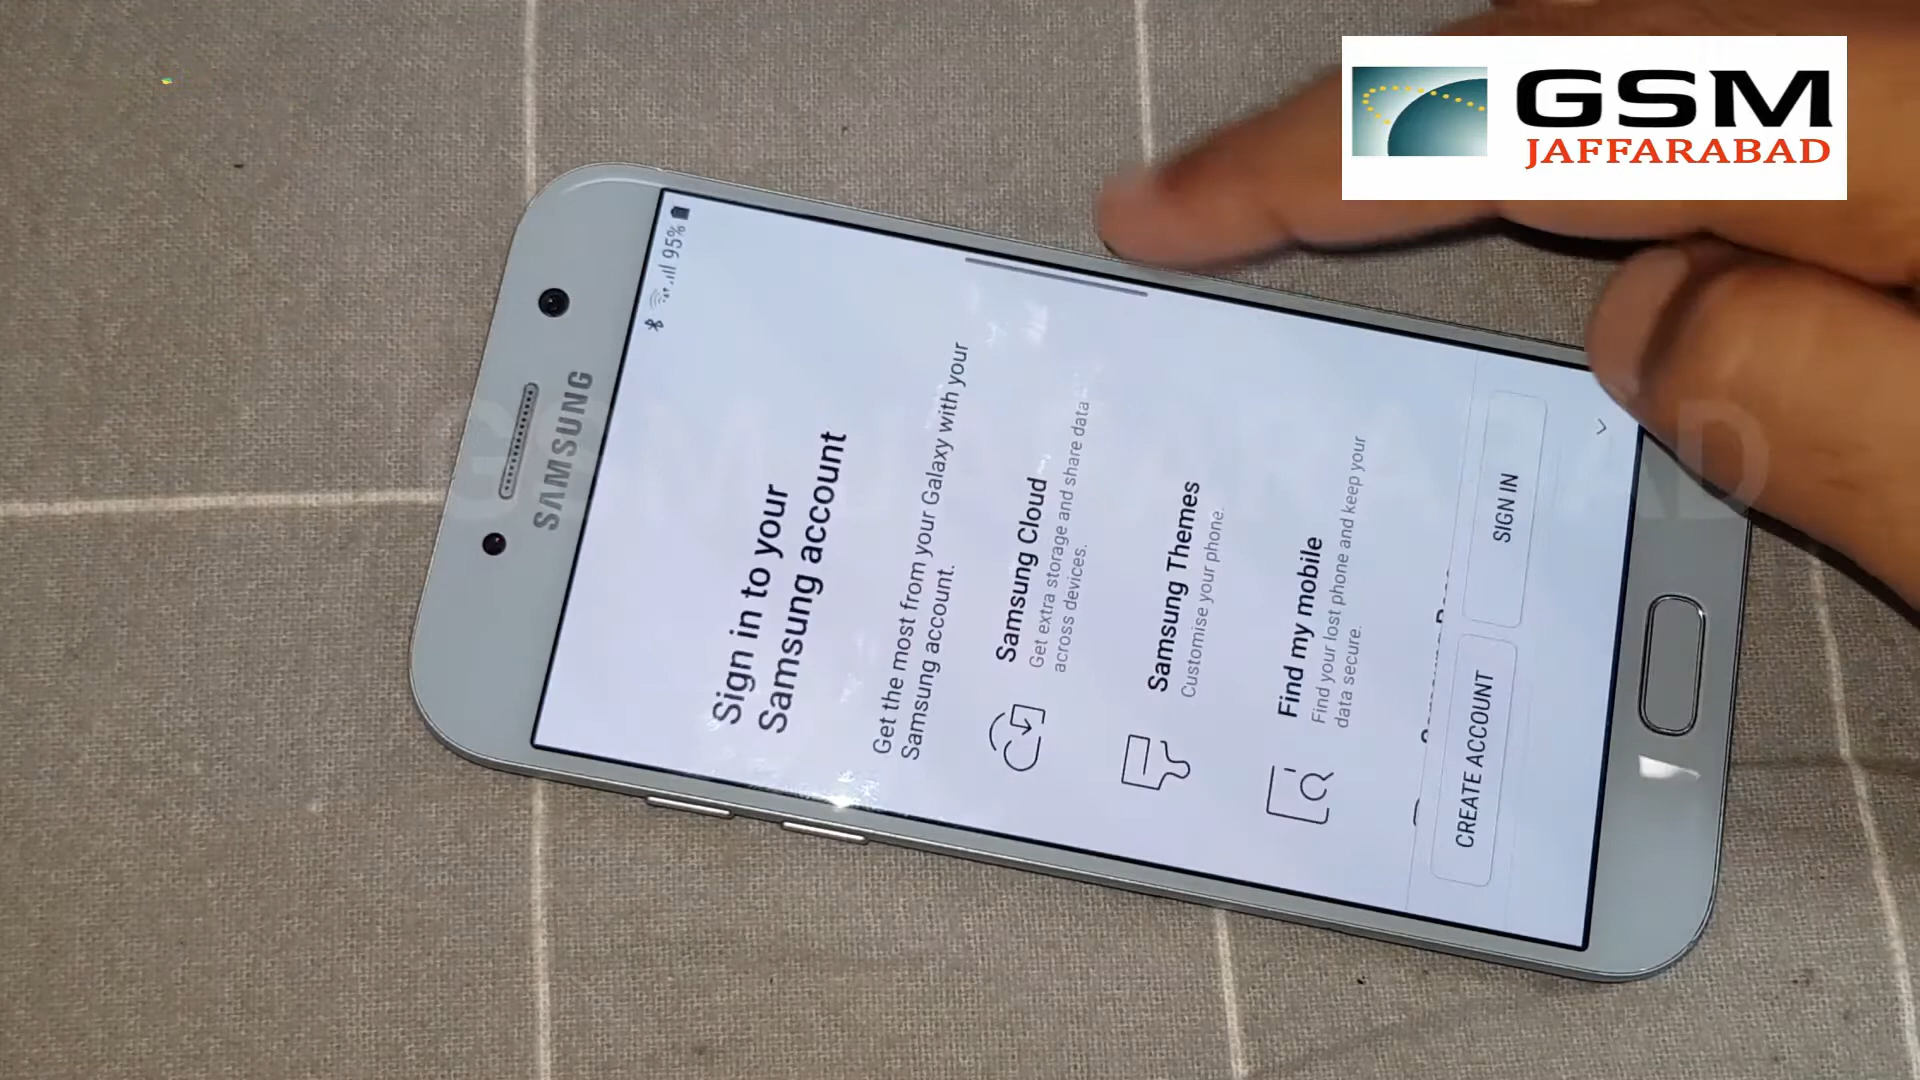 GSM
JAFFARABAD
SAMSUNG
95%
Sign in to your
Samsung account
Get the most from your Galaxy with your
Samsung account.
Samsung Cloud
Get extra storage and share data
across devices.
Samsung Themes
Customise your phone.
Find my mobile
Find your lost phone and keep your
data secure.
CREATE ACCOUNT
SIGN IN
GSM JAFFARABAD